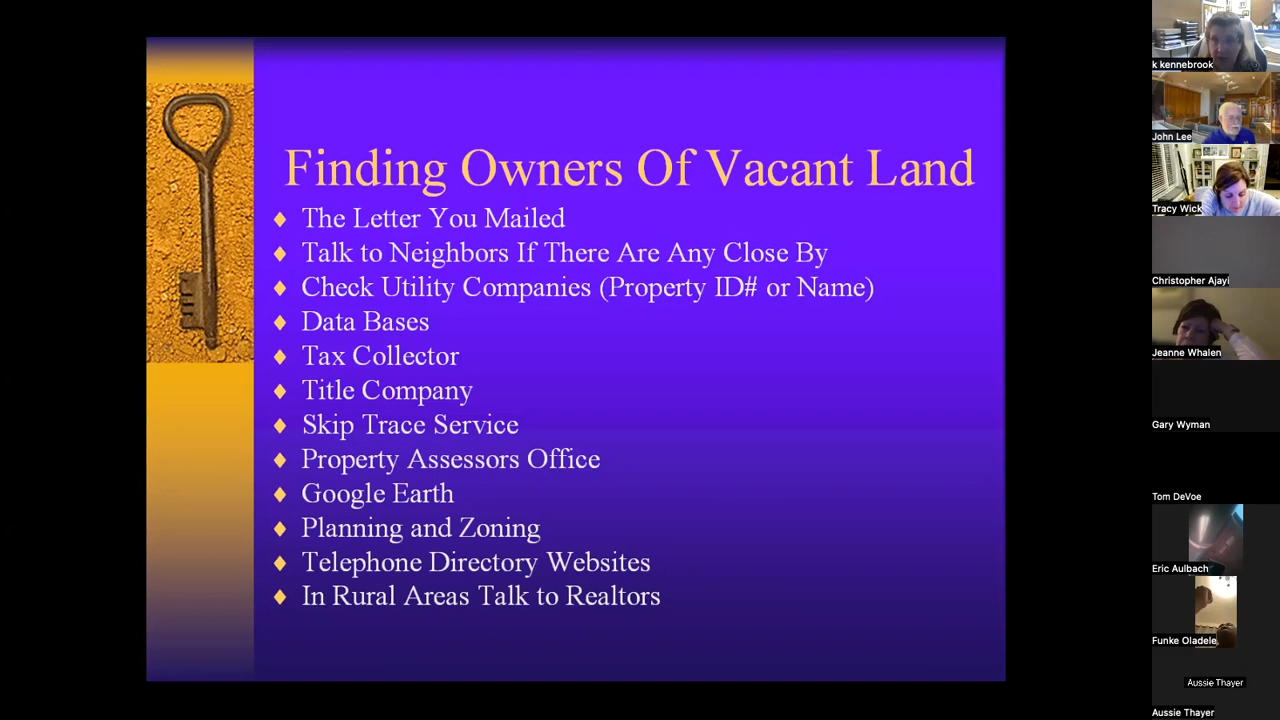 Finding Owners Of Vacant Land
The Letter You Mailed
Talk to Neighbors If There Are Any Close By
Check Utility Companies (Property ID# or Name)
Data Bases
Tax Collector
Title Company
Skip Trace Service
Property Assessors Office
Google Earth
Planning and Zoning
Telephone Directory Websites
In Rural Areas Talk to Realtors
k kennebrook
John Lee
Tracy Wick
Christopher Ajayi
Jeanne Whalen
Gary Wyman
Tom DeVoe
Eric Aulbach
Funke Oladele
Aussie Thayer
Aussie Thayer